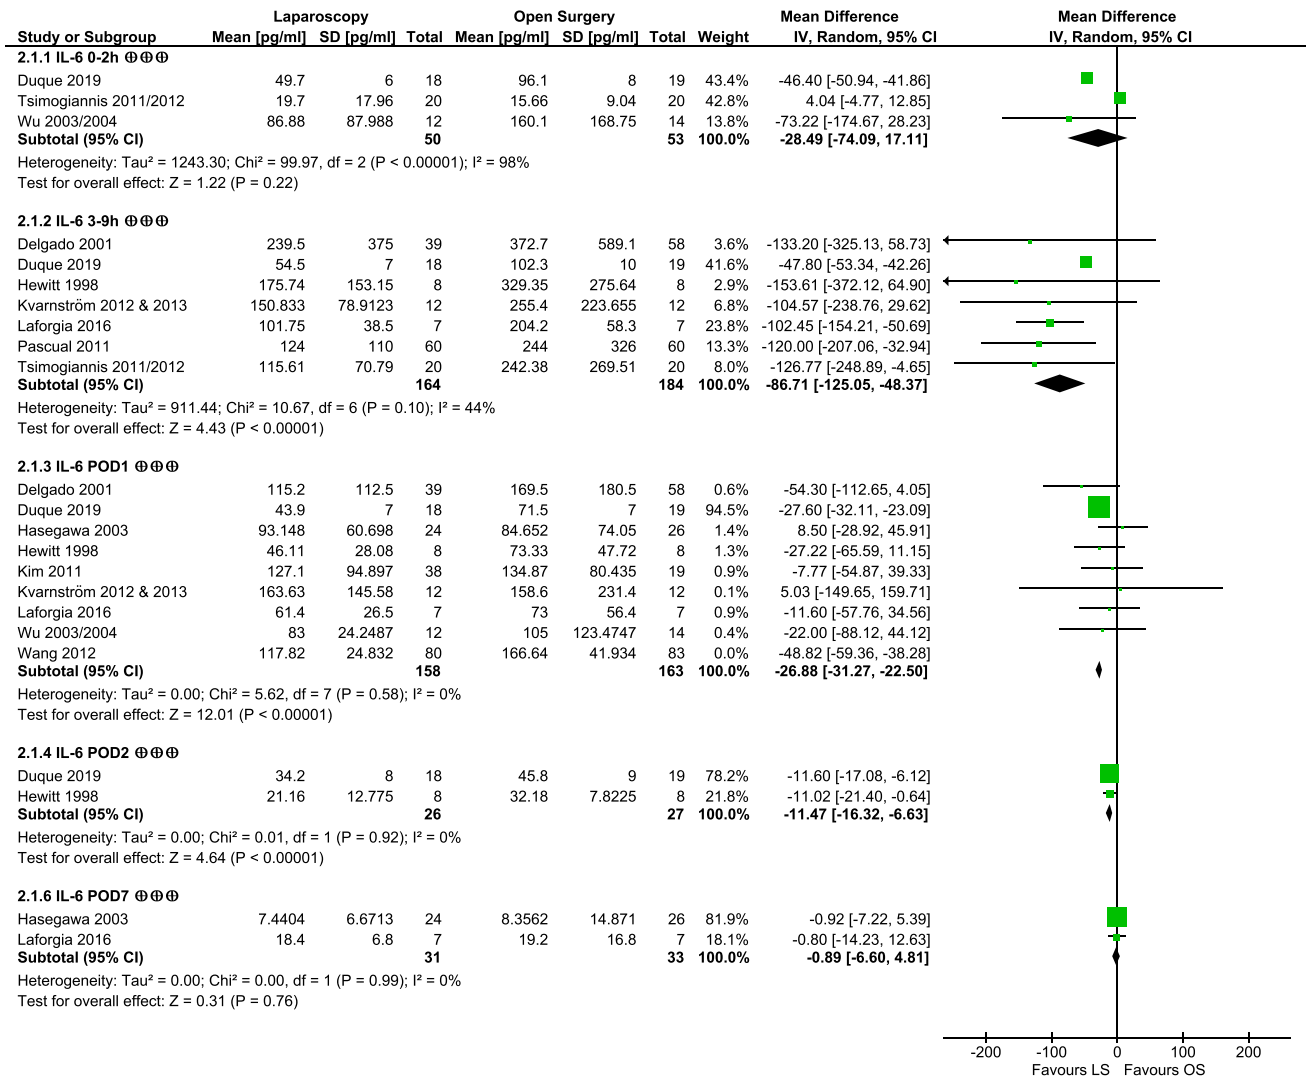 Laparoscopy Open Surgery Mean Difference Mean Difference
Study or Subgroup Mean [pg/ml] SD [pg/ml] Total Mean [pg/ml] SD [pg/ml] Total Weight IV, Random, 95% CI IV, Random, 95% CI
2.1.1 IL-6 0-2h ⊕⊕⊕
Duque 2019 49.7 6 18 96.1 8 19 43.4% -46.40 [-50.94, -41.86]
Tsimogiannis 2011/2012 19.7 17.96 20 15.66 9.04 20 42.8% 4.04 [-4.77, 12.85]
Wu 2003/2004 86.88 87.988 12 160.1 168.75 14 13.8% -73.22 [-174.67, 28.23]
Subtotal (95% CI) 50 53 100.0% -28.49 [-74.09, 17.11]
Heterogeneity: Tau² = 1243.30; Chi² = 99.97, df = 2 (P < 0.00001); I² = 98%
Test for overall effect: Z = 1.22 (P = 0.22)
2.1.2 IL-6 3-9h ⊕⊕⊕
Delgado 2001 239.5 375 39 372.7 589.1 58 3.6% -133.20 [-325.13, 58.73]
Duque 2019 54.5 7 18 102.3 10 19 41.6% -47.80 [-53.34, -42.26]
Hewitt 1998 175.74 153.15 8 329.35 275.64 8 2.9% -153.61 [-372.12, 64.90]
Kvarnström 2012 & 2013 150.833 78.9123 12 255.4 223.655 12 6.8% -104.57 [-238.76, 29.62]
Laforgia 2016 101.75 38.5 7 204.2 58.3 7 23.8% -102.45 [-154.21, -50.69]
Pascual 2011 124 110 60 244 326 60 13.3% -120.00 [-207.06, -32.94]
Tsimogiannis 2011/2012 115.61 70.79 20 242.38 269.51 20 8.0% -126.77 [-248.89, -4.65]
Subtotal (95% CI) 164 184 100.0% -86.71 [-125.05, -48.37]
Heterogeneity: Tau² = 911.44; Chi² = 10.67, df = 6 (P = 0.10); I² = 44%
Test for overall effect: Z = 4.43 (P < 0.00001)
2.1.3 IL-6 POD1 ⊕⊕⊕
Delgado 2001 115.2 112.5 39 169.5 180.5 58 0.6% -54.30 [-112.65, 4.05]
Duque 2019 43.9 7 18 71.5 7 19 94.5% -27.60 [-32.11, -23.09]
Hasegawa 2003 93.148 60.698 24 84.652 74.05 26 1.4% 8.50 [-28.92, 45.91]
Hewitt 1998 46.11 28.08 8 73.33 47.72 8 1.3% -27.22 [-65.59, 11.15]
Kim 2011 127.1 94.897 38 134.87 80.435 19 0.9% -7.77 [-54.87, 39.33]
Kvarnström 2012 & 2013 163.63 145.58 12 158.6 231.4 12 0.1% 5.03 [-149.65, 159.71]
Laforgia 2016 61.4 26.5 7 73 56.4 7 0.9% -11.60 [-57.76, 34.56]
Wu 2003/2004 83 24.2487 12 105 123.4747 14 0.4% -22.00 [-88.12, 44.12]
Wang 2012 117.82 24.832 80 166.64 41.934 83 0.0% -48.82 [-59.36, -38.28]
Subtotal (95% CI) 158 163 100.0% -26.88 [-31.27, -22.50]
Heterogeneity: Tau² = 0.00; Chi² = 5.62, df = 7 (P = 0.58); I² = 0%
Test for overall effect: Z = 12.01 (P < 0.00001)
2.1.4 IL-6 POD2 ⊕⊕⊕
Duque 2019 34.2 8 18 45.8 9 19 78.2% -11.60 [-17.08, -6.12]
Hewitt 1998 21.16 12.775 8 32.18 7.8225 8 21.8% -11.02 [-21.40, -0.64]
Subtotal (95% CI) 26 27 100.0% -11.47 [-16.32, -6.63]
Heterogeneity: Tau² = 0.00; Chi² = 0.01, df = 1 (P = 0.92); I² = 0%
Test for overall effect: Z = 4.64 (P < 0.00001)
2.1.6 IL-6 POD7 ⊕⊕⊕
Hasegawa 2003 7.4404 6.6713 24 8.3562 14.871 26 81.9% -0.92 [-7.22, 5.39]
Laforgia 2016 18.4 6.8 7 19.2 16.8 7 18.1% -0.80 [-14.23, 12.63]
Subtotal (95% CI) 31 33 100.0% -0.89 [-6.60, 4.81]
Heterogeneity: Tau² = 0.00; Chi² = 0.00, df = 1 (P = 0.99); I² = 0%
Test for overall effect: Z = 0.31 (P = 0.76)
-200 -100 0 100 200
Favours LS Favours OS